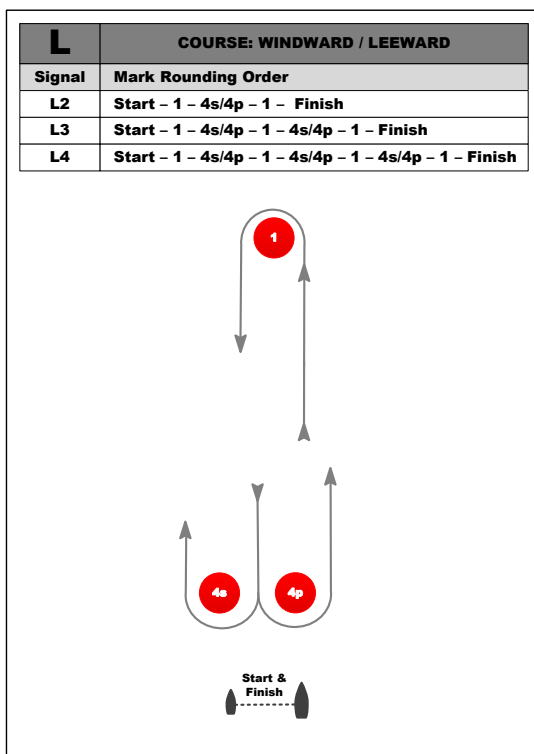 L COURSE: WINDWARD / LEEWARD
Signal Mark Rounding Order
L2 Start – 1 – 4s/4p – 1 – Finish
L3 Start – 1 – 4s/4p – 1 – 4s/4p – 1 – Finish
L4 Start – 1 – 4s/4p – 1 – 4s/4p – 1 – 4s/4p – 1 – Finish
1
4s 4p
Start &
Finish